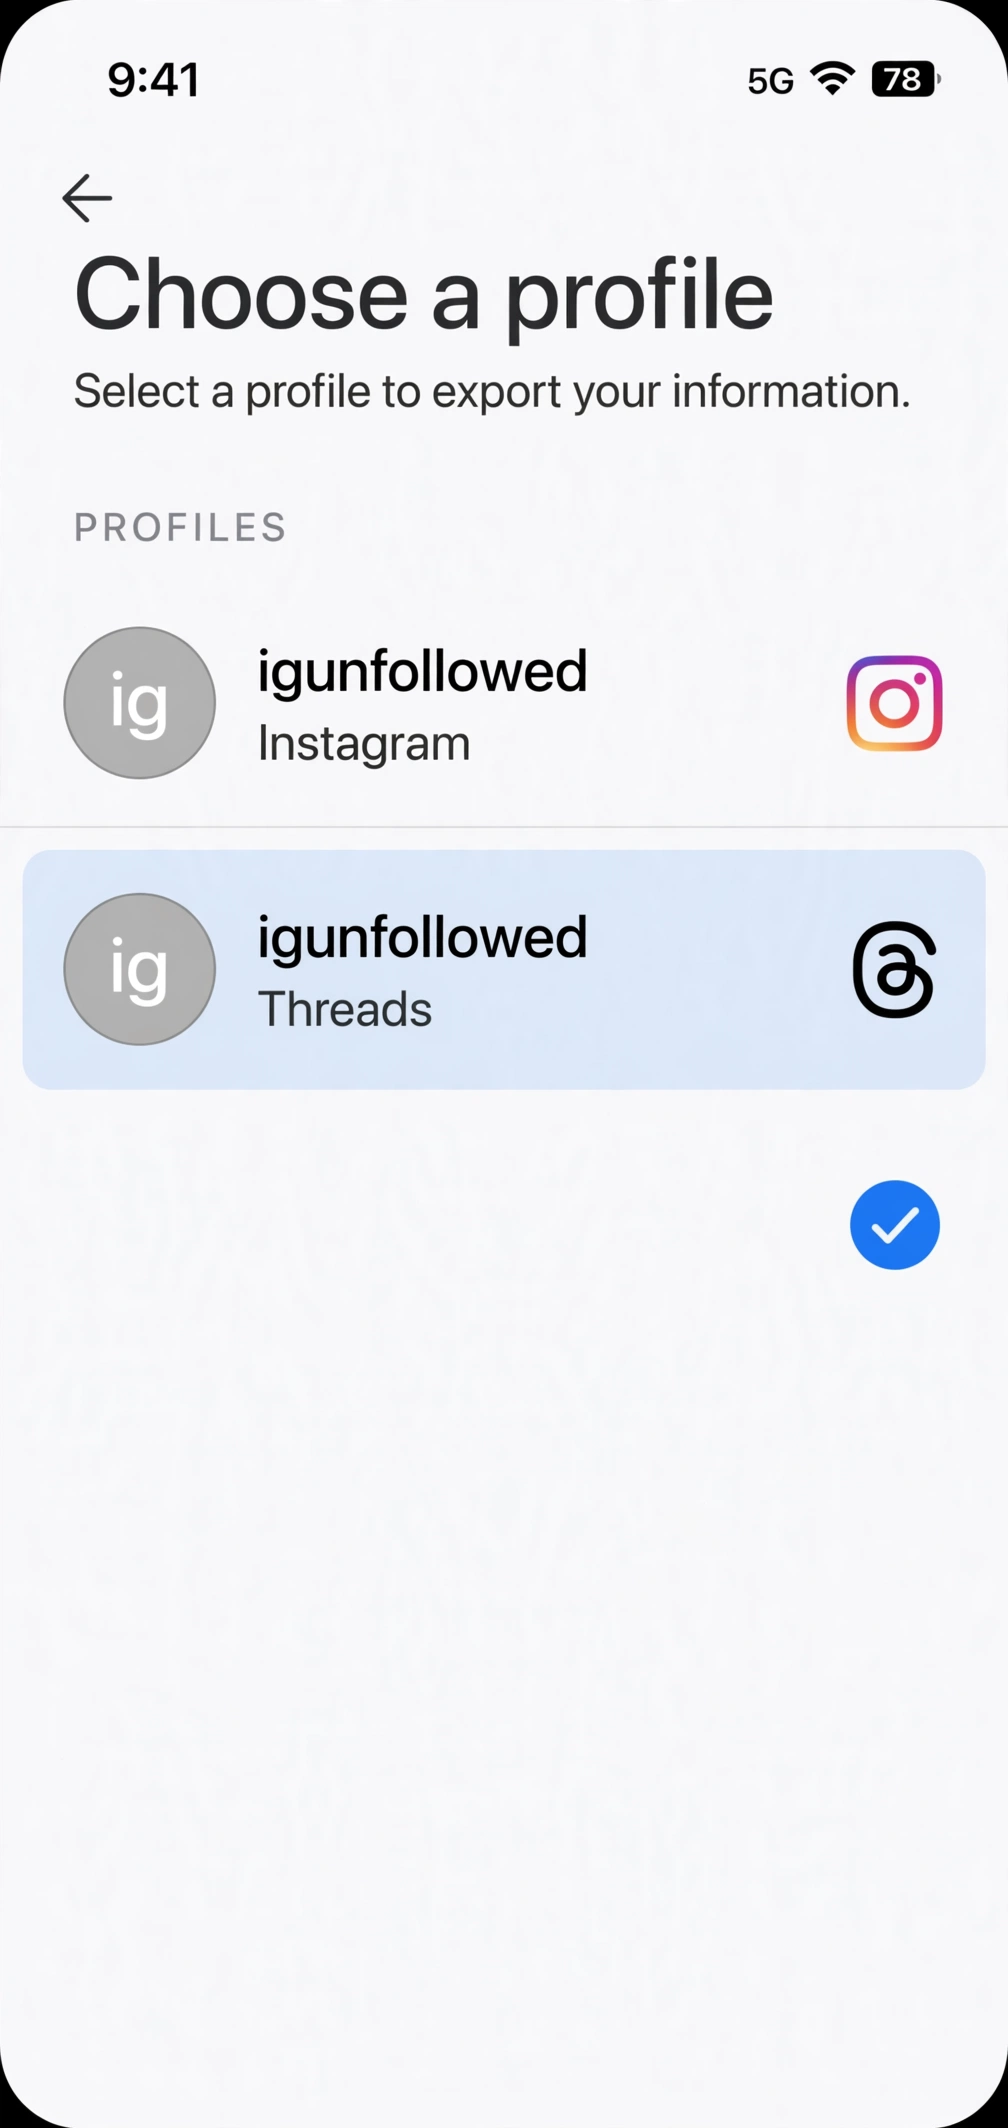 9:41
5G
78
Choose a profile
Select a profile to export your information.
PROFILES
ig
igunfollowed
Instagram
ig
igunfollowed
Threads